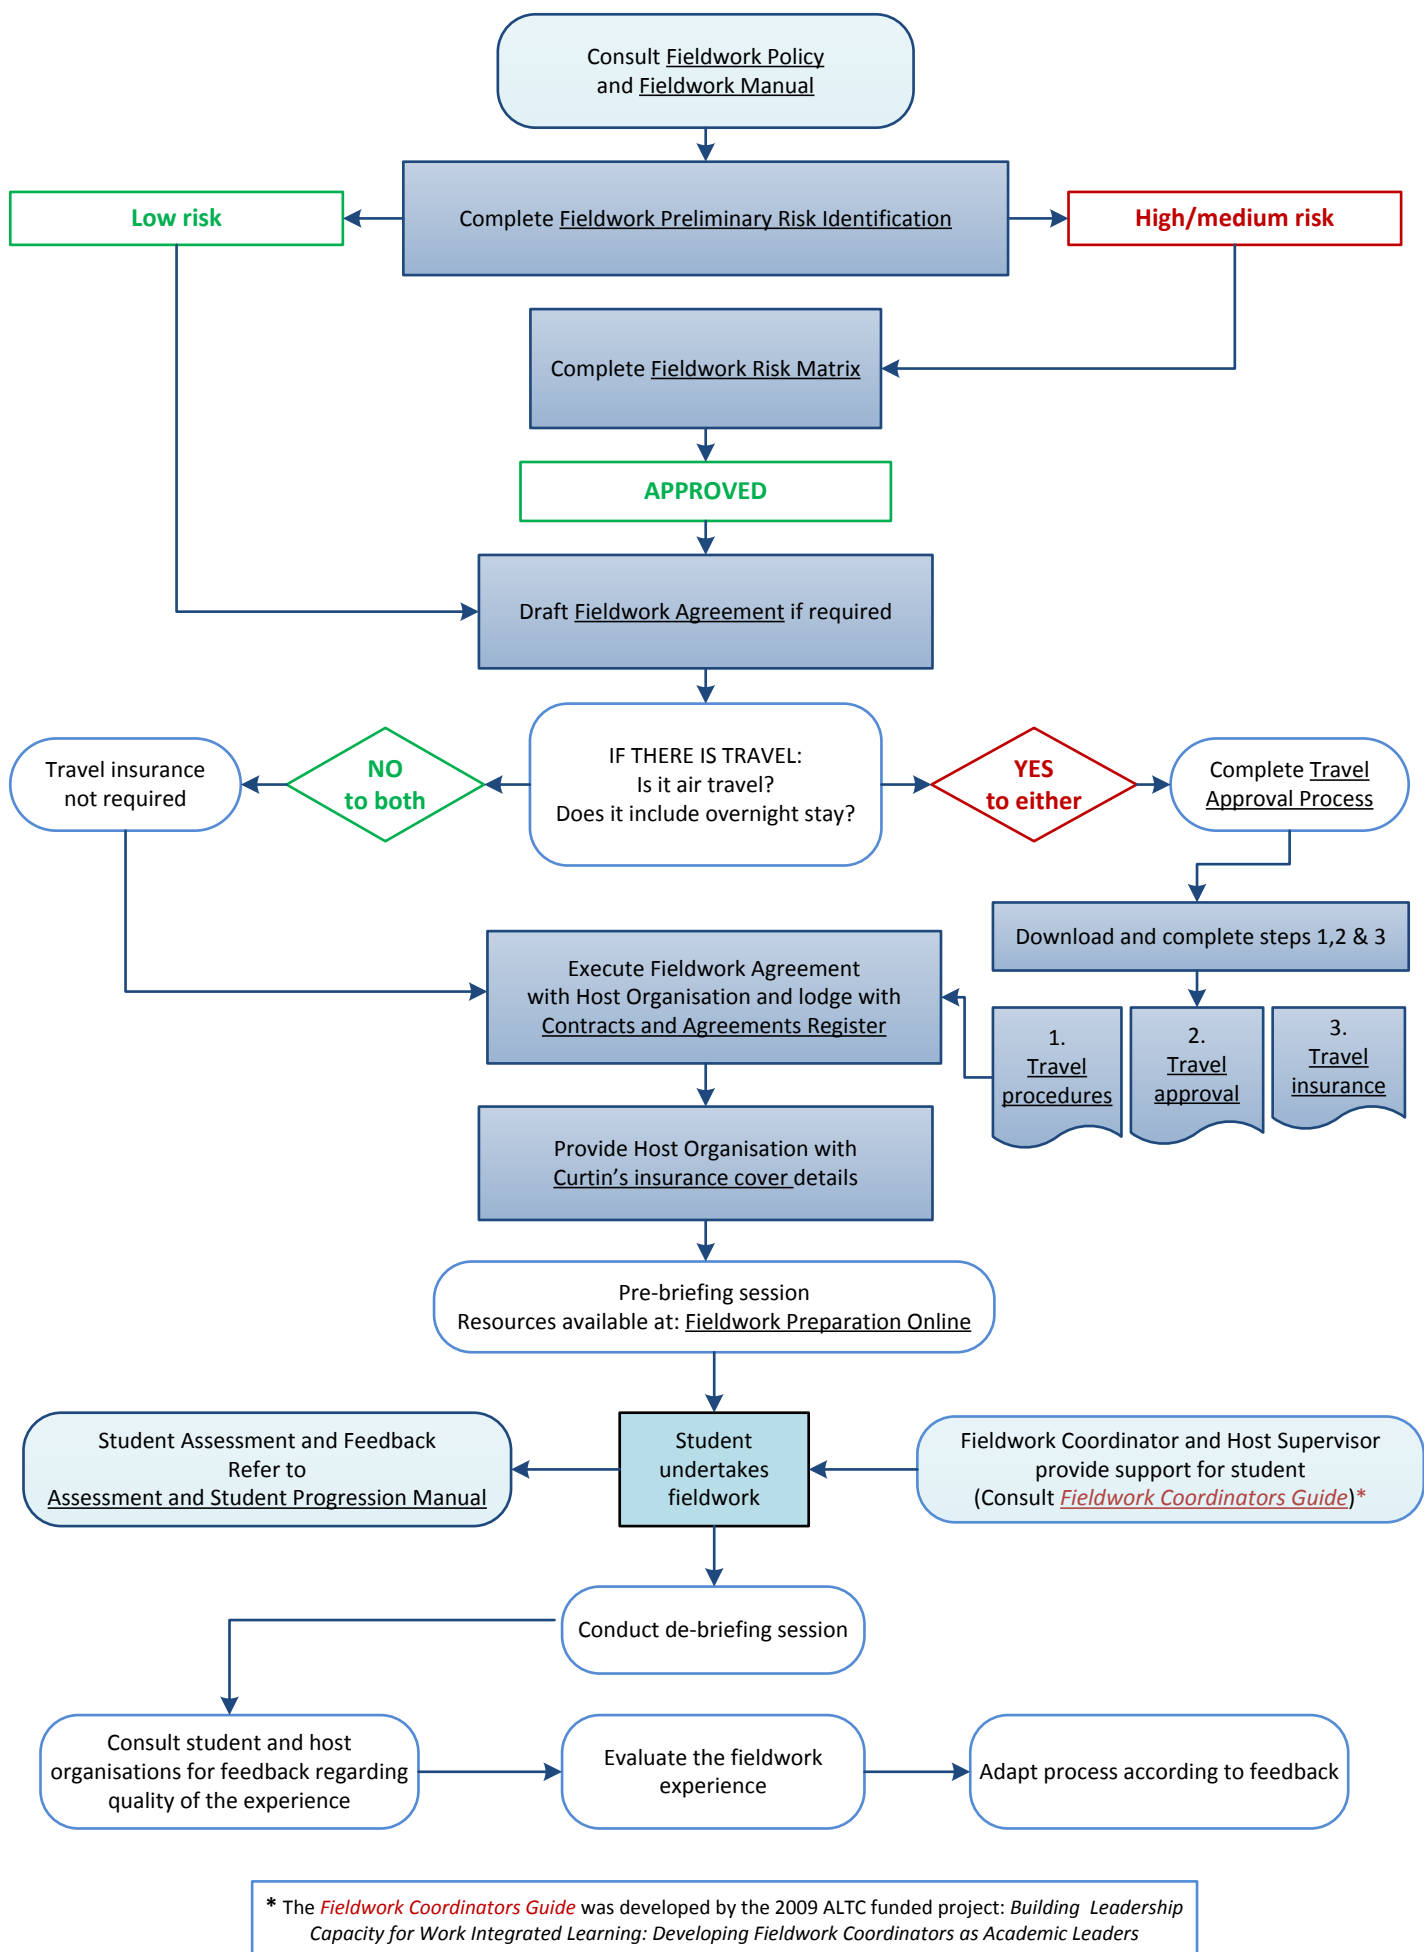 Consult Fieldwork Policy
and Fieldwork Manual
Low risk
Complete Fieldwork Preliminary Risk Identification
High/medium risk
Complete Fieldwork Risk Matrix
APPROVED
Draft Fieldwork Agreement if required
Travel insurance
not required
NO
to both
IF THERE IS TRAVEL:
Is it air travel?
Does it include overnight stay?
YES
to either
Complete Travel
Approval Process
Download and complete steps 1,2 & 3
Execute Fieldwork Agreement
with Host Organisation and lodge with
Contracts and Agreements Register
1.
Travel
procedures
2.
Travel
approval
3.
Travel
insurance
Provide Host Organisation with
Curtin's insurance cover details
Pre-briefing session
Resources available at: Fieldwork Preparation Online
Student Assessment and Feedback
Refer to
Assessment and Student Progression Manual
Student
undertakes
fieldwork
Fieldwork Coordinator and Host Supervisor
provide support for student
(Consult Fieldwork Coordinators Guide)*
Conduct de-briefing session
Consult student and host
organisations for feedback regarding
quality of the experience
Evaluate the fieldwork
experience
Adapt process according to feedback
* The Fieldwork Coordinators Guide was developed by the 2009 ALTC funded project: Building Leadership
Capacity for Work Integrated Learning: Developing Fieldwork Coordinators as Academic Leaders